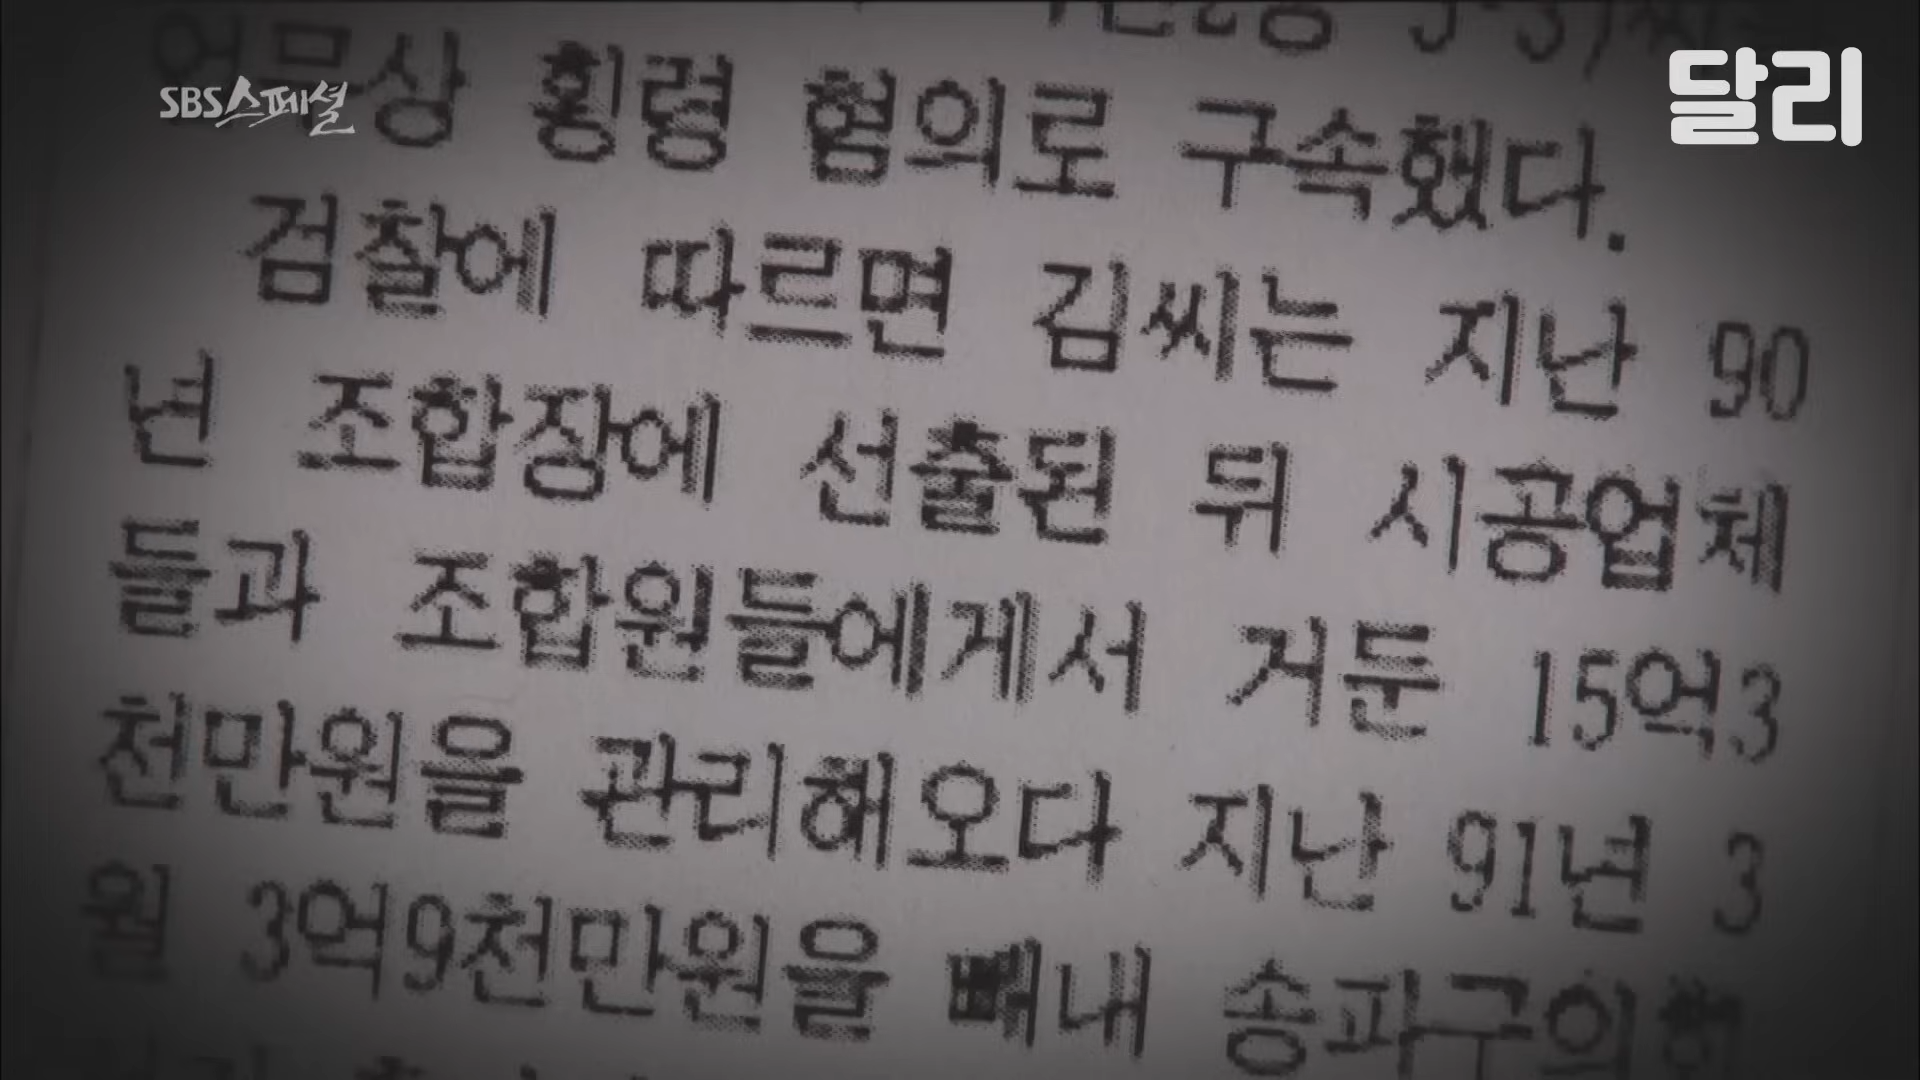 달리
SBS스페셜
업무상 횡령 혐의로 구속했다.
검찰에 따르면 김씨는 지난 90
년 조합장에 선출된 뒤 시공업체
들과 조합원들에게서 거둔 15억3
천만원을 관리해오다 지난 91년 3
월 3억9천만원을 빼내 송파구의